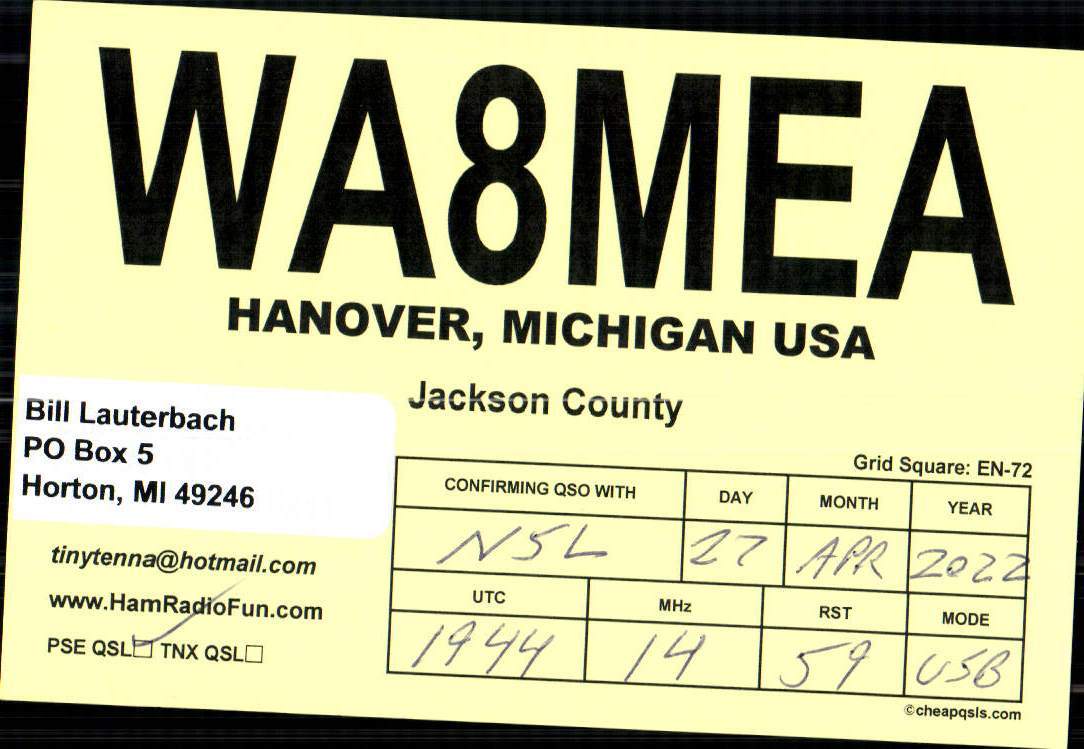 WA8MEA
HANOVER, MICHIGAN USA
Jackson County
Bill Lauterbach
PO Box 5
Horton, MI 49246
tinytenna@hotmail.com
www.HamRadioFun.com
PSE QSL☑ TNX QSL☐
Grid Square: EN-72
CONFIRMING QSO WITH DAY MONTH YEAR
N5L 27 APR 2022
UTC MHz RST MODE
1944 14 59 USB
©cheapqsls.com